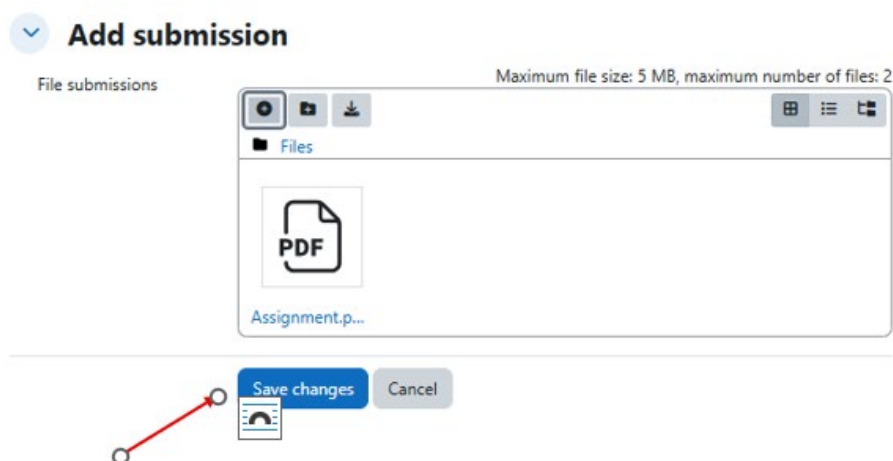 Add submission
File submissions
Maximum file size: 5 MB, maximum number of files: 2
Files
PDF
Assignment.p...
Save changes
Cancel